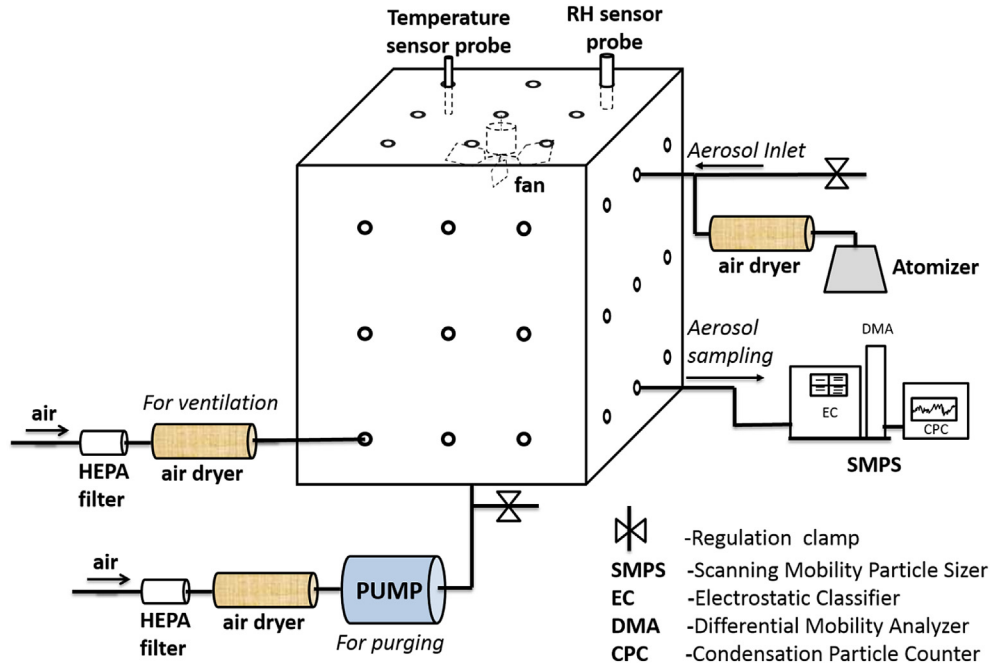 Temperature
sensor probe
RH sensor
probe
fan
Aerosol Inlet
air dryer
Atomizer
Aerosol
sampling
DMA
EC
CPC
SMPS
For ventilation
air
HEPA
filter
air dryer
air
HEPA
filter
air dryer
PUMP
For purging
-Regulation clamp
SMPS -Scanning Mobility Particle Sizer
EC -Electrostatic Classifier
DMA -Differential Mobility Analyzer
CPC -Condensation Particle Counter